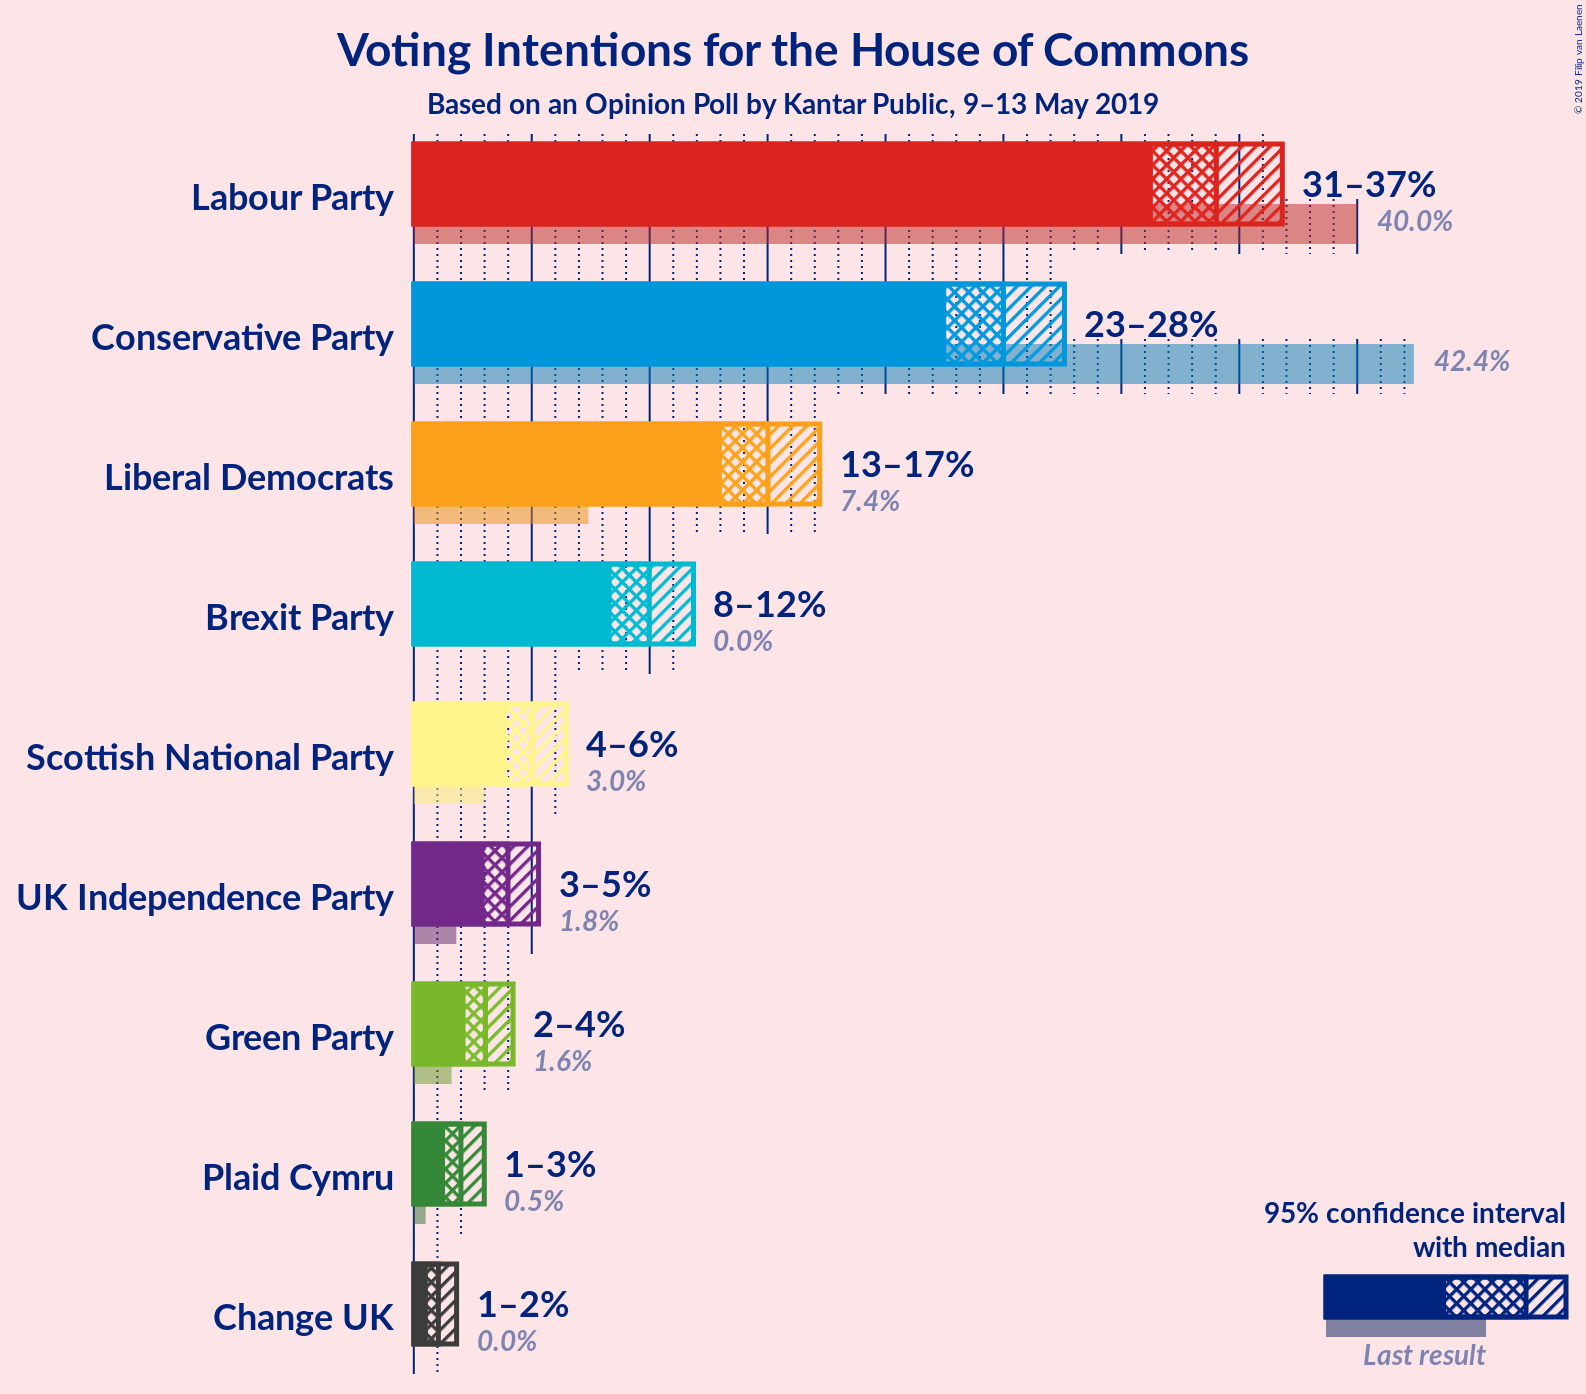 Voting Intentions for the House of Commons
Based on an Opinion Poll by Kantar Public, 9–13 May 2019
© 2019 Filip van Laenen
Labour Party
31–37%
40.0%
Conservative Party
23–28%
42.4%
Liberal Democrats
13–17%
7.4%
Brexit Party
8–12%
0.0%
Scottish National Party
4–6%
3.0%
UK Independence Party
3–5%
1.8%
Green Party
2–4%
1.6%
Plaid Cymru
1–3%
0.5%
Change UK
1–2%
0.0%
95% confidence interval
with median
Last result